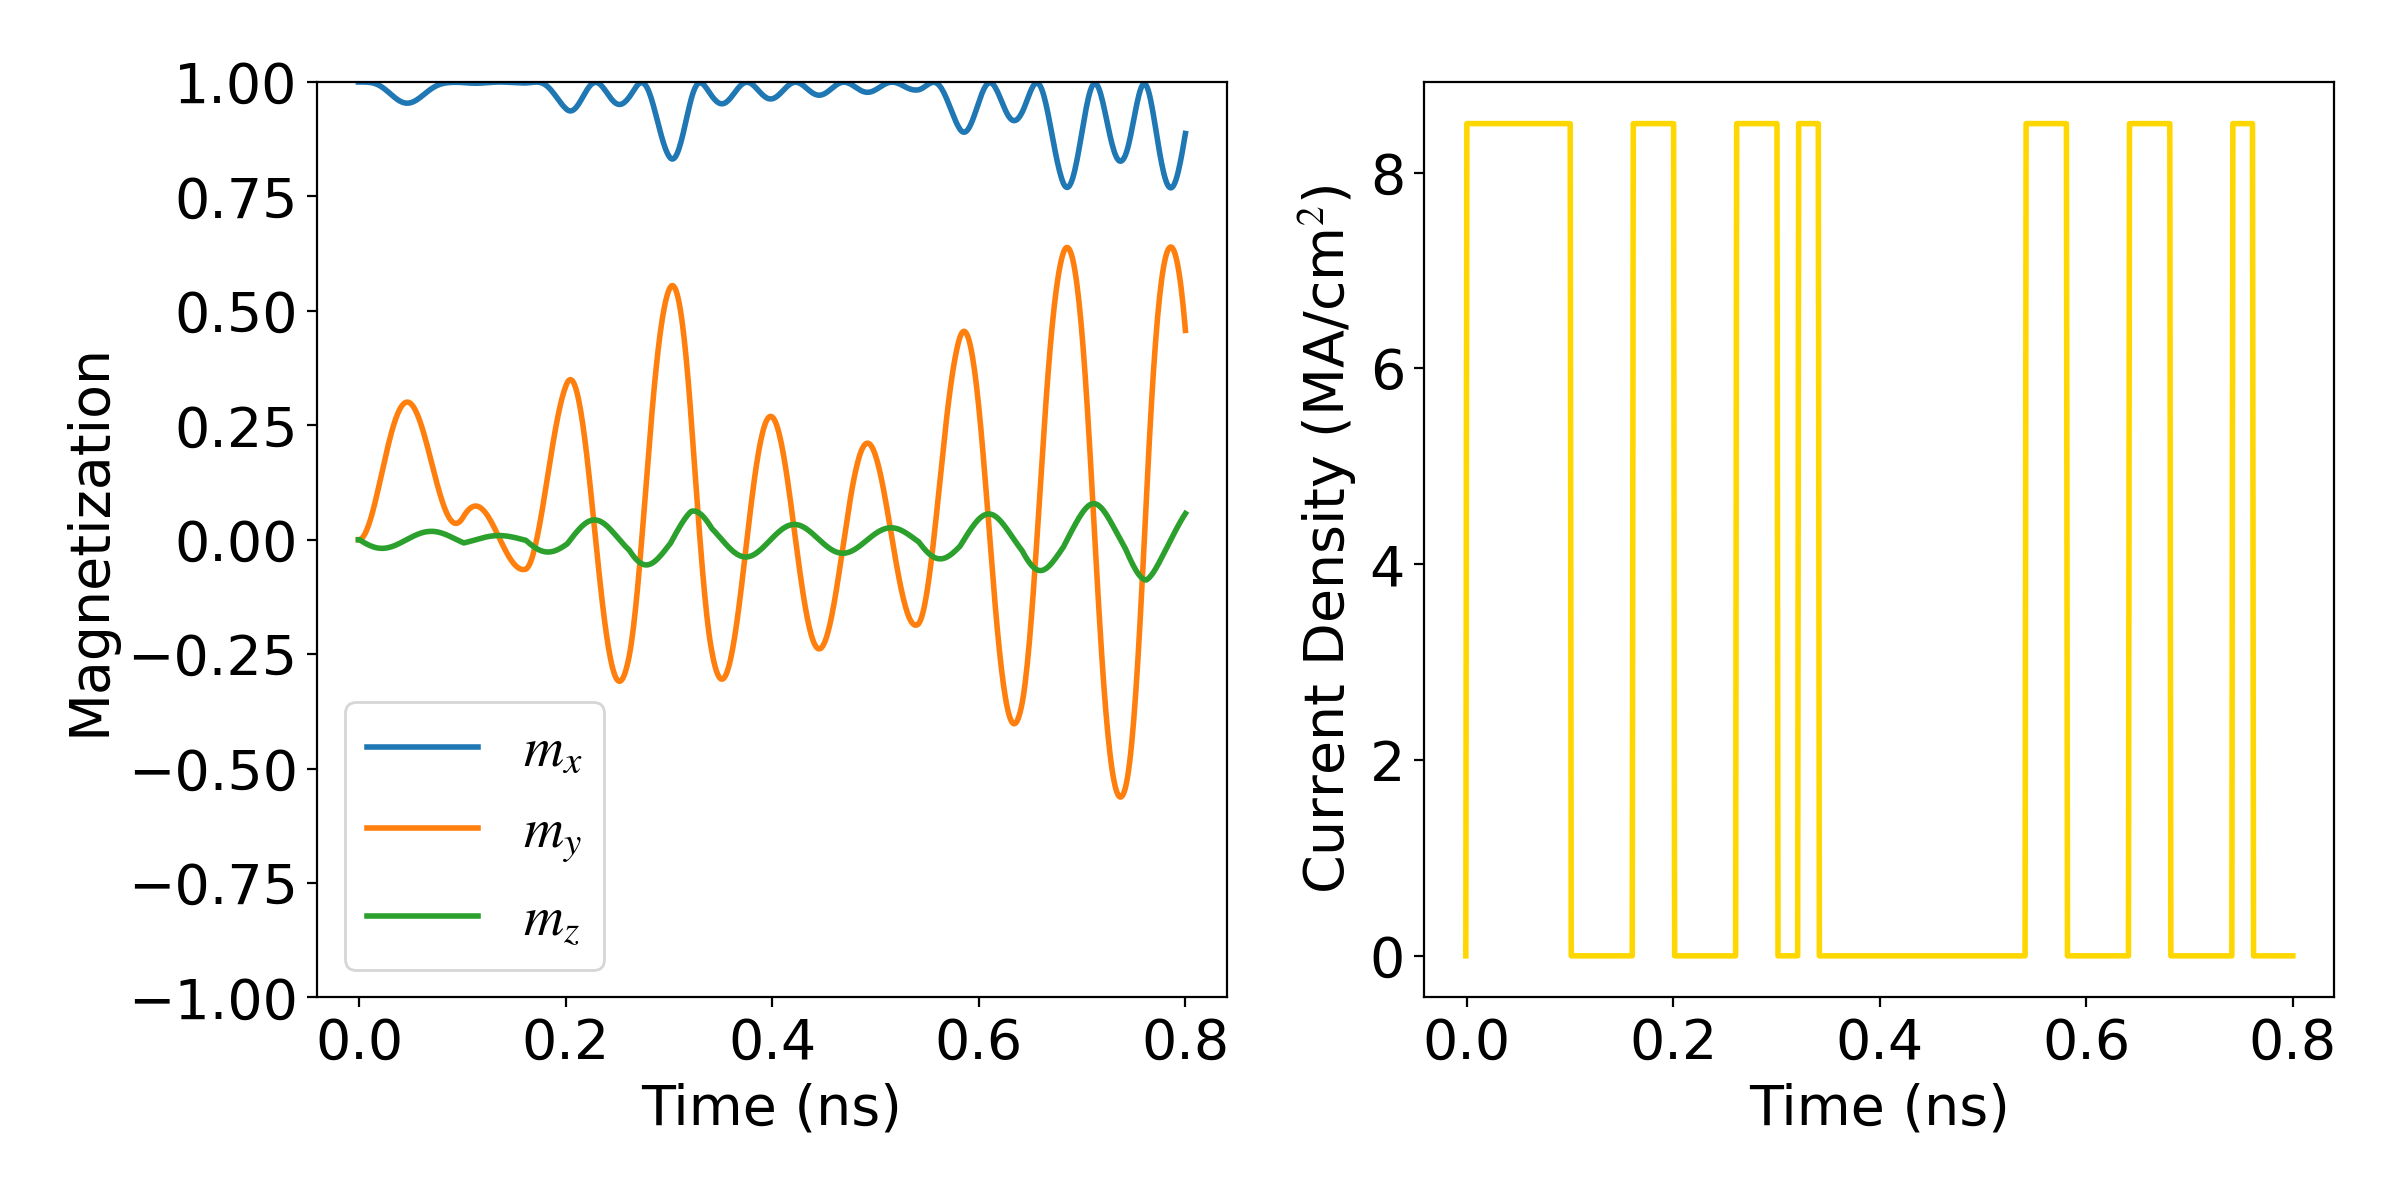 Magnetization
1.00
0.75
0.50
0.25
0.00
−0.25
−0.50
−0.75
−1.00
m_x
m_y
m_z
0.0 0.2 0.4 0.6 0.8
Time (ns)
Current Density (MA/cm²)
8
6
4
2
0
0.0 0.2 0.4 0.6 0.8
Time (ns)